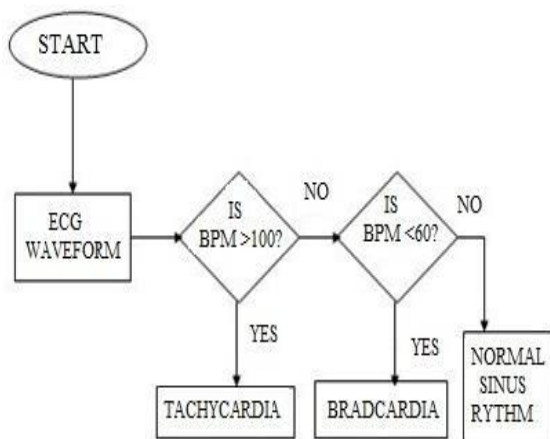 START
ECG
WAVEFORM
IS
BPM >100?
NO
IS
BPM <60?
NO
YES
YES
TACHYCARDIA
BRADCARDIA
NORMAL
SINUS
RYTHM